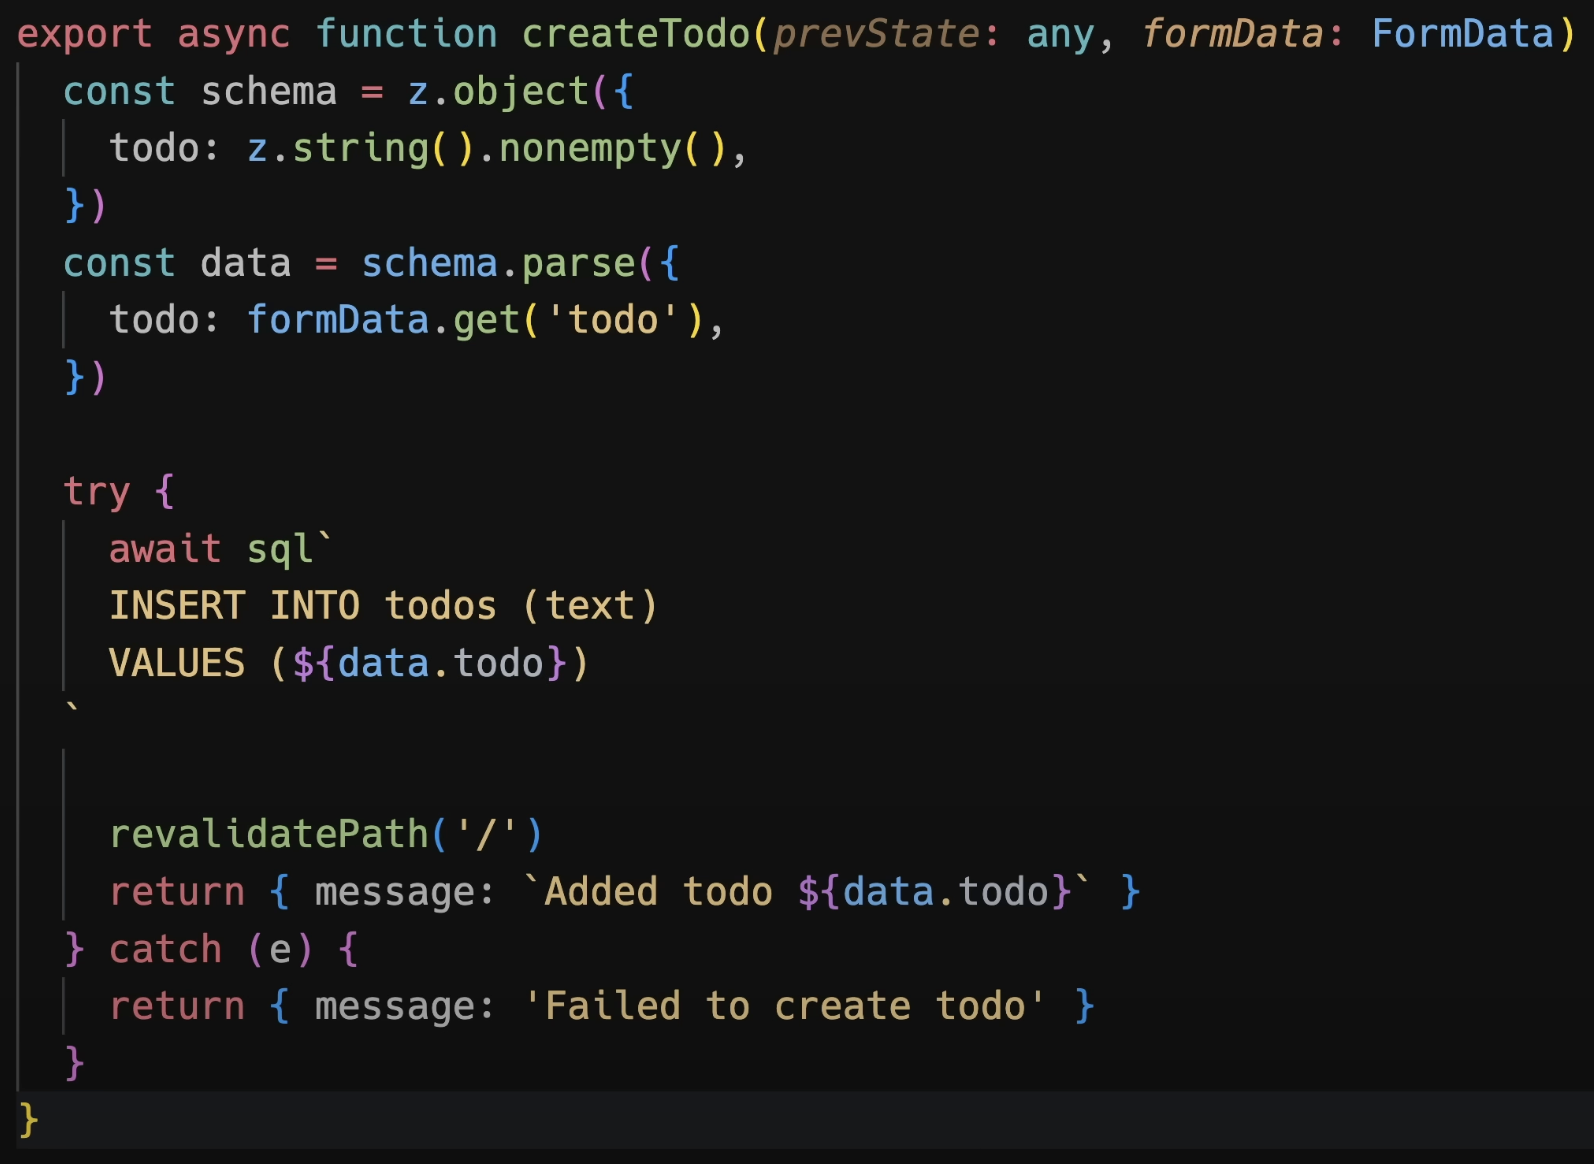 export async function createTodo(prevState: any, formData: FormData)
  const schema = z.object({
    todo: z.string().nonempty(),
  })
  const data = schema.parse({
    todo: formData.get('todo'),
  })

  try {
    await sql`
    INSERT INTO todos (text)
    VALUES (${data.todo})
  `

    revalidatePath('/')
    return { message: `Added todo ${data.todo}` }
  } catch (e) {
    return { message: 'Failed to create todo' }
  }
}